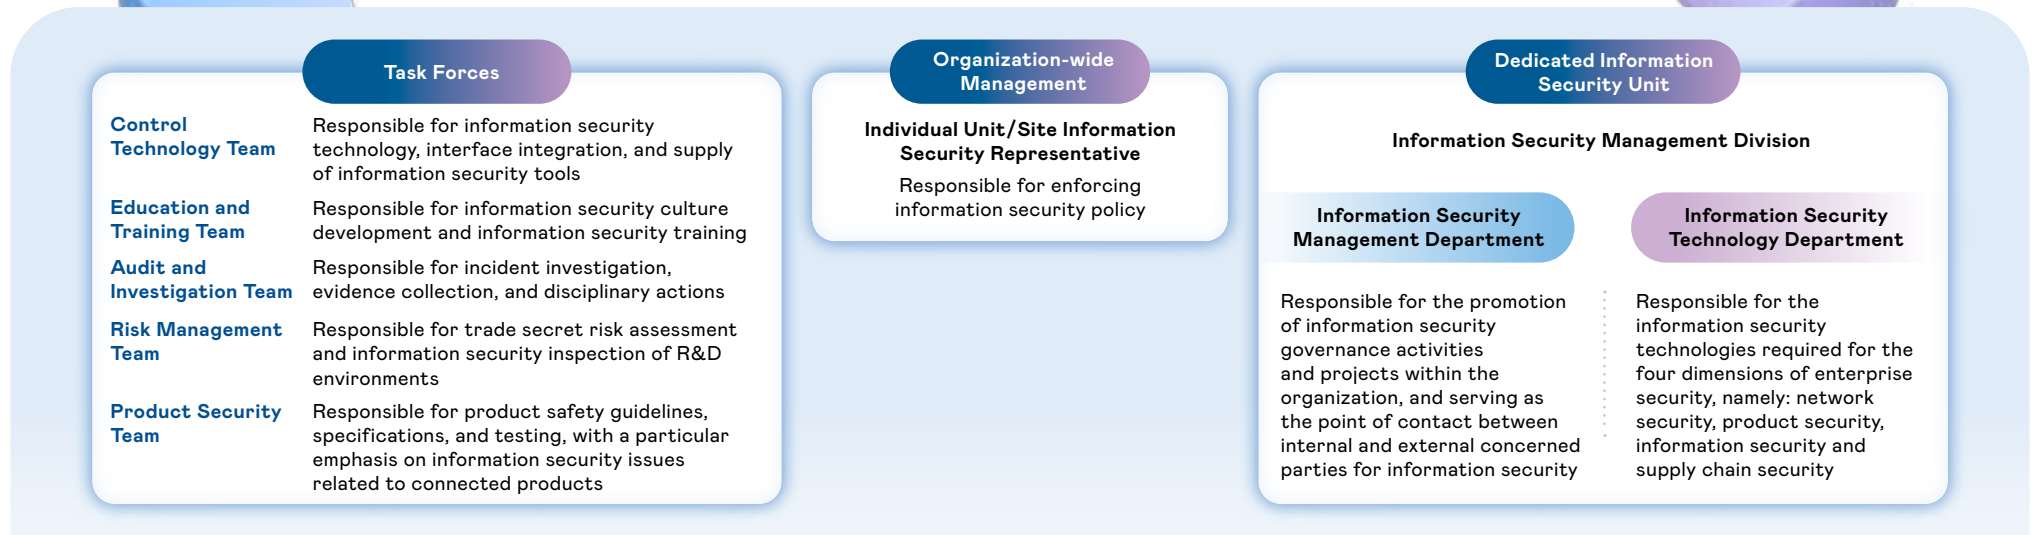 Task Forces
Control
Technology Team
Responsible for information security
technology, interface integration, and supply
of information security tools
Education and
Training Team
Responsible for information security culture
development and information security training
Audit and
Investigation Team
Responsible for incident investigation,
evidence collection, and disciplinary actions
Risk Management
Team
Responsible for trade secret risk assessment
and information security inspection of R&D
environments
Product Security
Team
Responsible for product safety guidelines,
specifications, and testing, with a particular
emphasis on information security issues
related to connected products
Organization-wide
Management
Individual Unit/Site Information
Security Representative
Responsible for enforcing
information security policy
Dedicated Information
Security Unit
Information Security Management Division
Information Security
Management Department
Responsible for the promotion
of information security
governance activities
and projects within the
organization, and serving as
the point of contact between
internal and external concerned
parties for information security
Information Security
Technology Department
Responsible for the
information security
technologies required for the
four dimensions of enterprise
security, namely: network
security, product security,
information security and
supply chain security